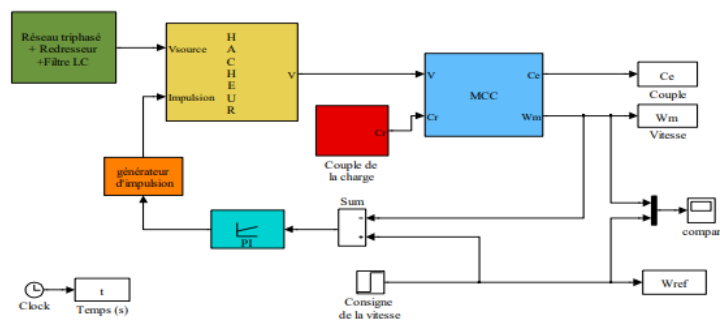 Réseau triphasé
+ Redresseur
+Filtre LC
Vsource
Impulsion
H
A
C
H
E
U
R
V
V
Cr
MCC
Ce
Wm
Ce
Couple
Wm
Vitesse
Cr
Couple de
la charge
générateur
d'impulsion
PI
Sum
−
+
compar
Consigne
de la vitesse
Wref
Clock
t
Temps (s)